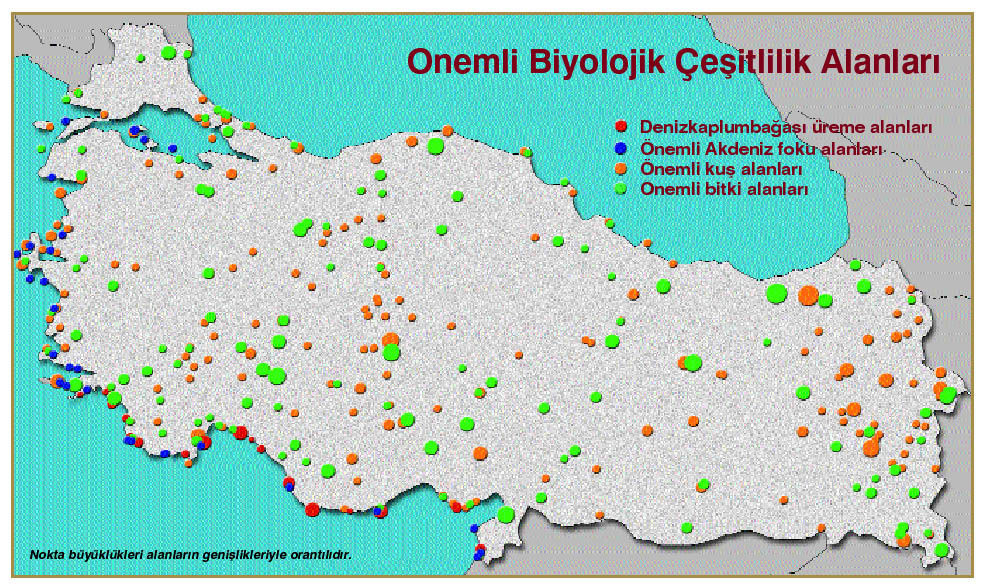 Onemli Biyolojik Çeşitlilik Alanları
Denizkaplumbağası üreme alanları
Önemli Akdeniz foku alanları
Önemli kuş alanları
Onemli bitki alanları
Nokta büyüklükleri alanların genişlikleriyle orantılıdır.